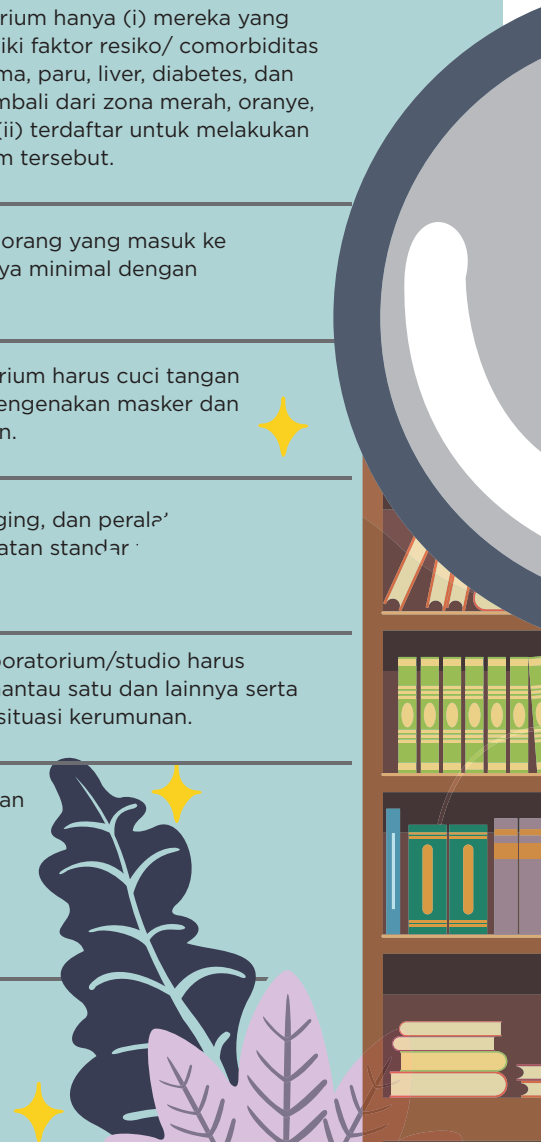 rium hanya (i) mereka yang
iki faktor resiko/ comorbiditas
ma, paru, liver, diabetes, dan
mbali dari zona merah, oranye,
(ii) terdaftar untuk melakukan
m tersebut.
orang yang masuk ke
ya minimal dengan
rium harus cuci tangan
engenakan masker dan
n.
ging, dan
atan standar
boratorium/studio harus
nantau satu dan lainnya serta
situasi kerumunan.
an